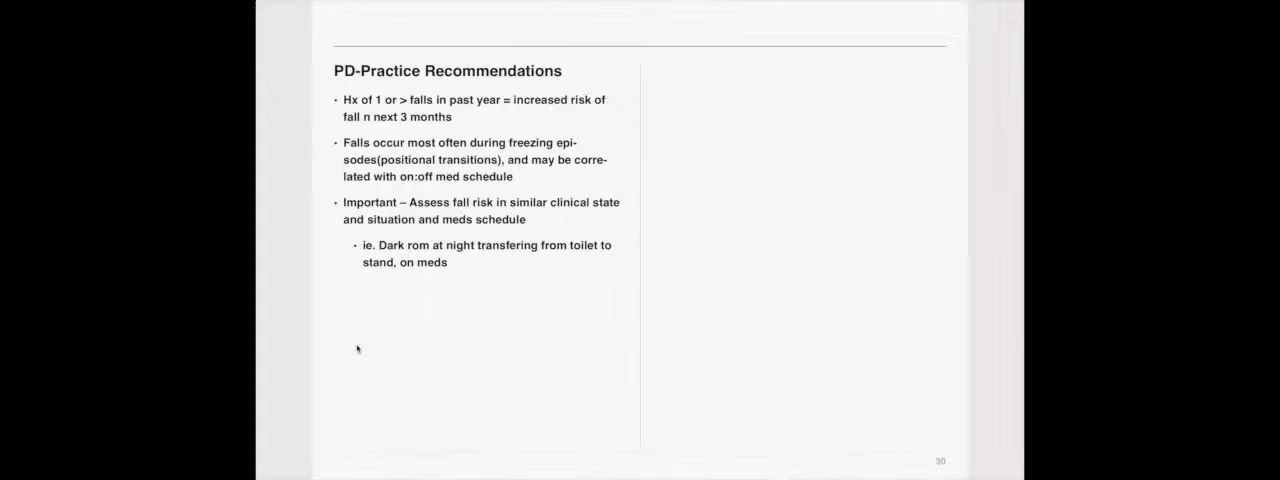 PD-Practice Recommendations
• Hx of 1 or > falls in past year = increased risk of
fall n next 3 months
• Falls occur most often during freezing epi-
sodes(positional transitions), and may be corre-
lated with on:off med schedule
• Important – Assess fall risk in similar clinical state
and situation and meds schedule
• ie. Dark rom at night transfering from toilet to
stand, on meds
30